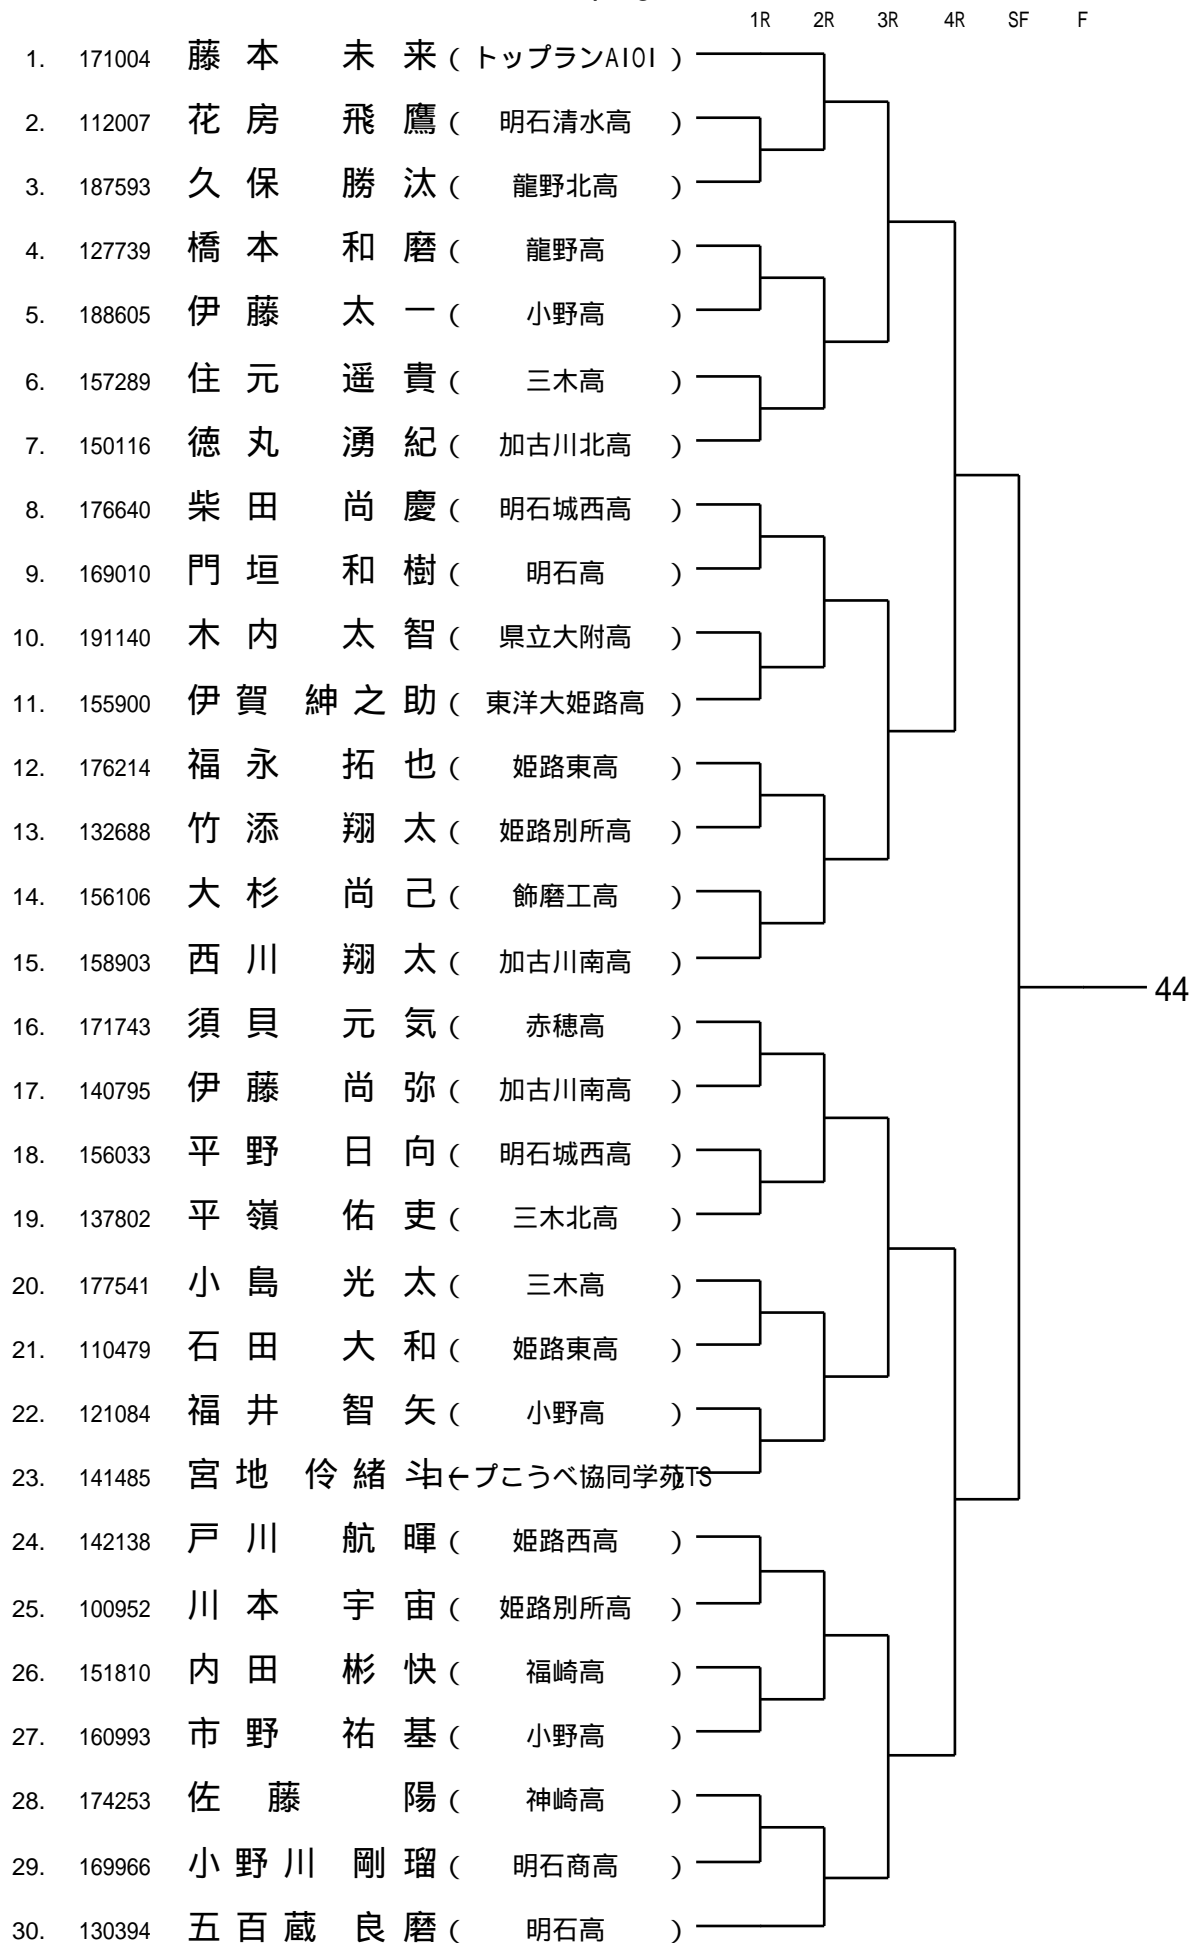 1R 2R 3R 4R SF F
1. 171004 藤本 未来 ( トップランAIOI )
2. 112007 花房 飛鷹 ( 明石清水高 )
3. 187593 久保 勝汰 ( 龍野北高 )
4. 127739 橋本 和磨 ( 龍野高 )
5. 188605 伊藤 太一 ( 小野高 )
6. 157289 住元 遥貴 ( 三木高 )
7. 150116 徳丸 湧紀 ( 加古川北高 )
8. 176640 柴田 尚慶 ( 明石城西高 )
9. 169010 門垣 和樹 ( 明石高 )
10. 191140 木内 太智 ( 県立大附高 )
11. 155900 伊賀 紳之助 ( 東洋大姫路高 )
12. 176214 福永 拓也 ( 姫路東高 )
13. 132688 竹添 翔太 ( 姫路別所高 )
14. 156106 大杉 尚己 ( 飾磨工高 )
15. 158903 西川 翔太 ( 加古川南高 )
44
16. 171743 須貝 元気 ( 赤穂高 )
17. 140795 伊藤 尚弥 ( 加古川南高 )
18. 156033 平野 日向 ( 明石城西高 )
19. 137802 平嶺 佑吏 ( 三木北高 )
20. 177541 小島 光太 ( 三木高 )
21. 110479 石田 大和 ( 姫路東高 )
22. 121084 福井 智矢 ( 小野高 )
23. 141485 宮地 伶緒斗 ( コープこうべ協同学苑TS )
24. 142138 戸川 航暉 ( 姫路西高 )
25. 100952 川本 宇宙 ( 姫路別所高 )
26. 151810 内田 彬快 ( 福崎高 )
27. 160993 市野 祐基 ( 小野高 )
28. 174253 佐藤 陽 ( 神崎高 )
29. 169966 小野川 剛瑠 ( 明石商高 )
30. 130394 五百蔵 良磨 ( 明石高 )